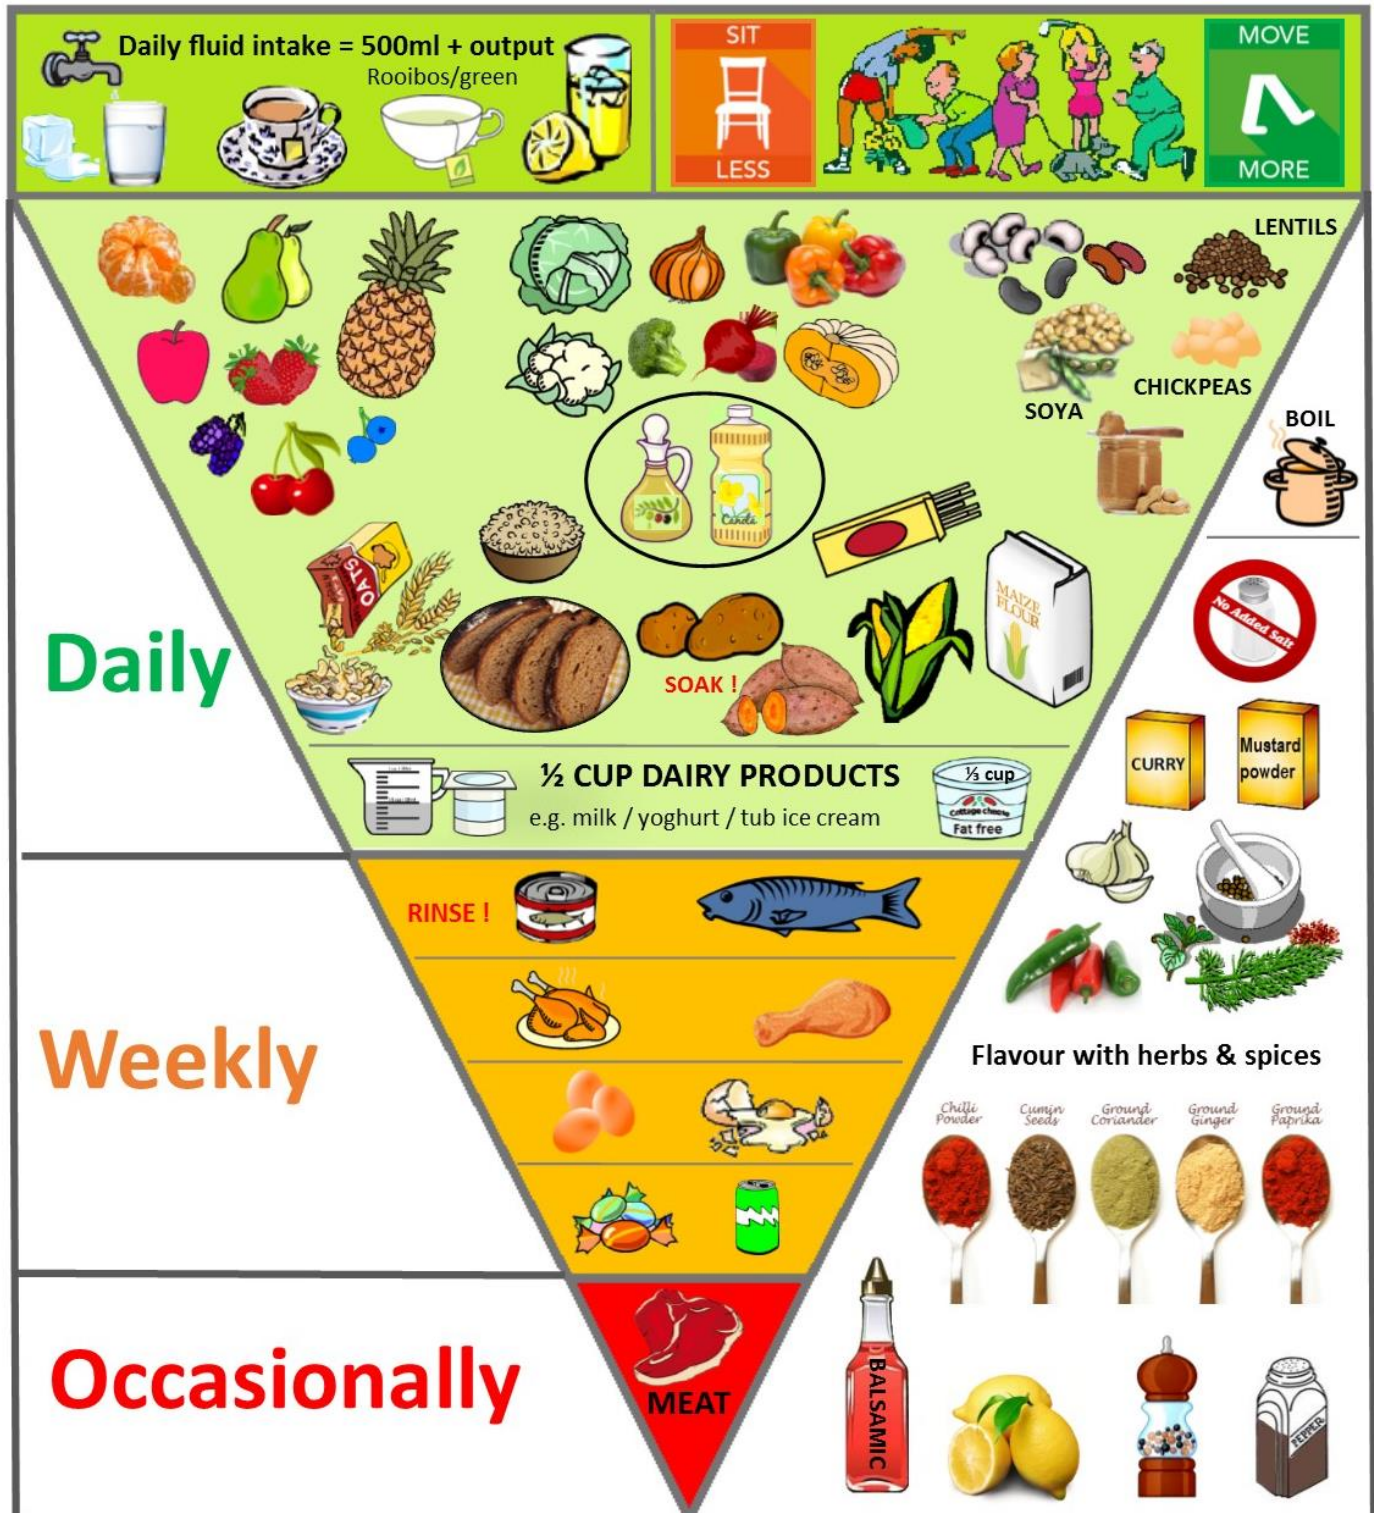 Daily fluid intake = 500ml + output
Rooibos/green
SIT
LESS
MOVE
MORE
LENTILS
CHICKPEAS
SOYA
BOIL
Canola
OATS
MAIZE
FLOUR
SOAK !
Daily
No Added Salt
½ CUP DAIRY PRODUCTS
e.g. milk / yoghurt / tub ice cream
⅓ cup
Cottage cheese
Fat free
CURRY
Mustard
powder
RINSE !
Weekly
Flavour with herbs & spices
Chilli
Powder
Cumin
Seeds
Ground
Coriander
Ground
Ginger
Ground
Paprika
Occasionally
MEAT
BALSAMIC
PEPPER